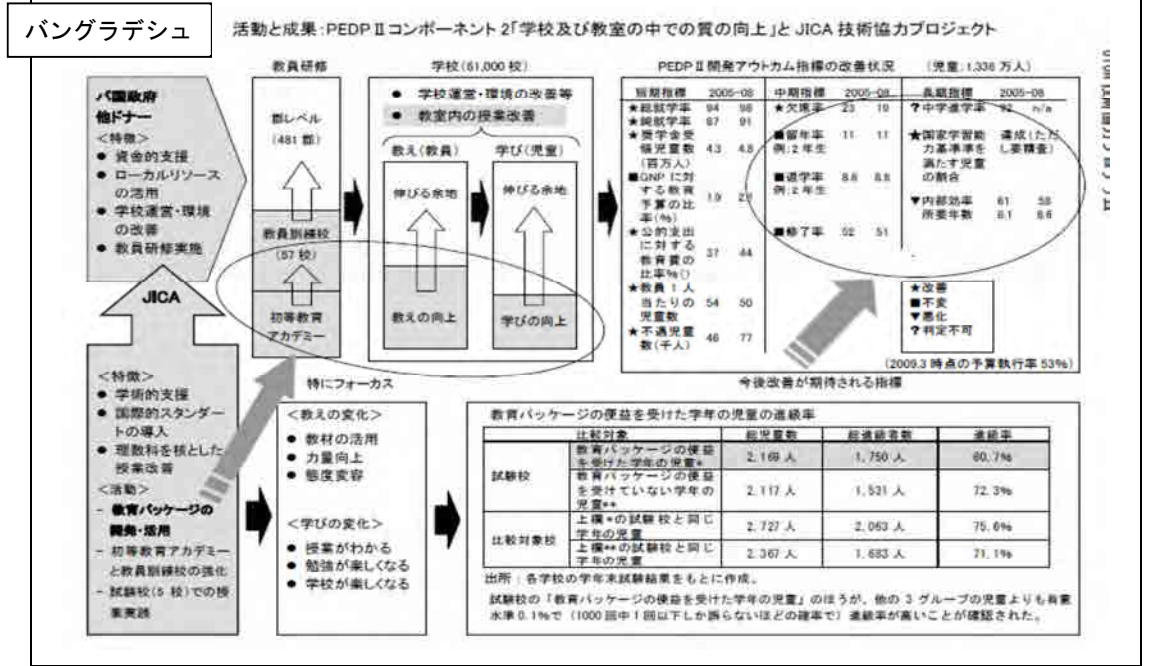 バングラデシュ
活動と成果:PEDPⅡコンポーネント2「学校及び教室の中での質の向上」とJICA技術協力プロジェクト
バ国政府
他ドナー
<特徴>
● 資金的支援
● ローカルリソース
の活用
● 学校運営・環境
の改善
● 教員研修実施
JICA
<特徴>
● 学術的支援
● 国際的スタンダー
トの導入
● 理数科を核とした
授業改善
<活動>
- 教育パッケージの
開発・活用
- 初等教育アカデミー
と教員訓練校の強化
- 試験校(5校)での授
業実践
教員研修
郡レベル
(481郡)
教員訓練校
(57校)
初等教育
アカデミー
学校(61,000校)
● 学校運営・環境の改善等
● 教室内の授業改善
教え(教員)
伸びる余地
教えの向上
学び(児童)
伸びる余地
学びの向上
特にフォーカス
<教えの変化>
● 教材の活用
● 力量向上
● 態度変容
<学びの変化>
● 授業がわかる
● 勉強が楽しくなる
● 学校が楽しくなる
PEDPⅡ開発アウトカム指標の改善状況 (児童:1,336万人)
短期指標 2005-08
★総就学率 94 98
★純就学率 87 91
★奨学金受
領児童数 4.3 4.8
(百万人)
■GNPに対
する教育
予算の比 1.9
率(%)
★公的支出
に対する
教育費の 37 44
比率%()
★教員1人
当たりの 54 50
児童数
★不遇児童 46 77
数(千人)
中期指標 2005-08
★欠席率 23 19
■留年率 11 11
例:2年生
■退学率 8.8 8.8
例:2年生
■修了率 52 51
長期指標 2005-08
?中学進学率 92 n/a
★国家学習能 達成(ただ
力基準準を し要精査)
満たす児童
の割合
▼内部効率 61 58
所要年数 8.1 8.6
★改善
■不変
▼悪化
?判定不可
(2009.3時点の予算執行率53%)
今後改善が期待される指標
教育パッケージの便益を受けた学年の児童の進級率
比較対象 総児童数 総進級者数 進級率
試験校
教育パッケージの便益
を受けた学年の児童* 2,169人 1,750人 80.7%
教育パッケージの便益
を受けていない学年の
児童** 2,117人 1,531人 72.3%
比較対象校
上欄*の試験校と同じ
学年の児童 2,727人 2,063人 75.6%
上欄**の試験校と同じ
学年の児童 2,367人 1,683人 71.1%
出所:各学校の学年末試験結果をもとに作成。
試験校の「教育パッケージの便益を受けた学年の児童」のほうが、他の3グループの児童よりも有意
水準0.1%で(1000回中1回以下しか誤らないほどの確率で)進級率が高いことが確認された。